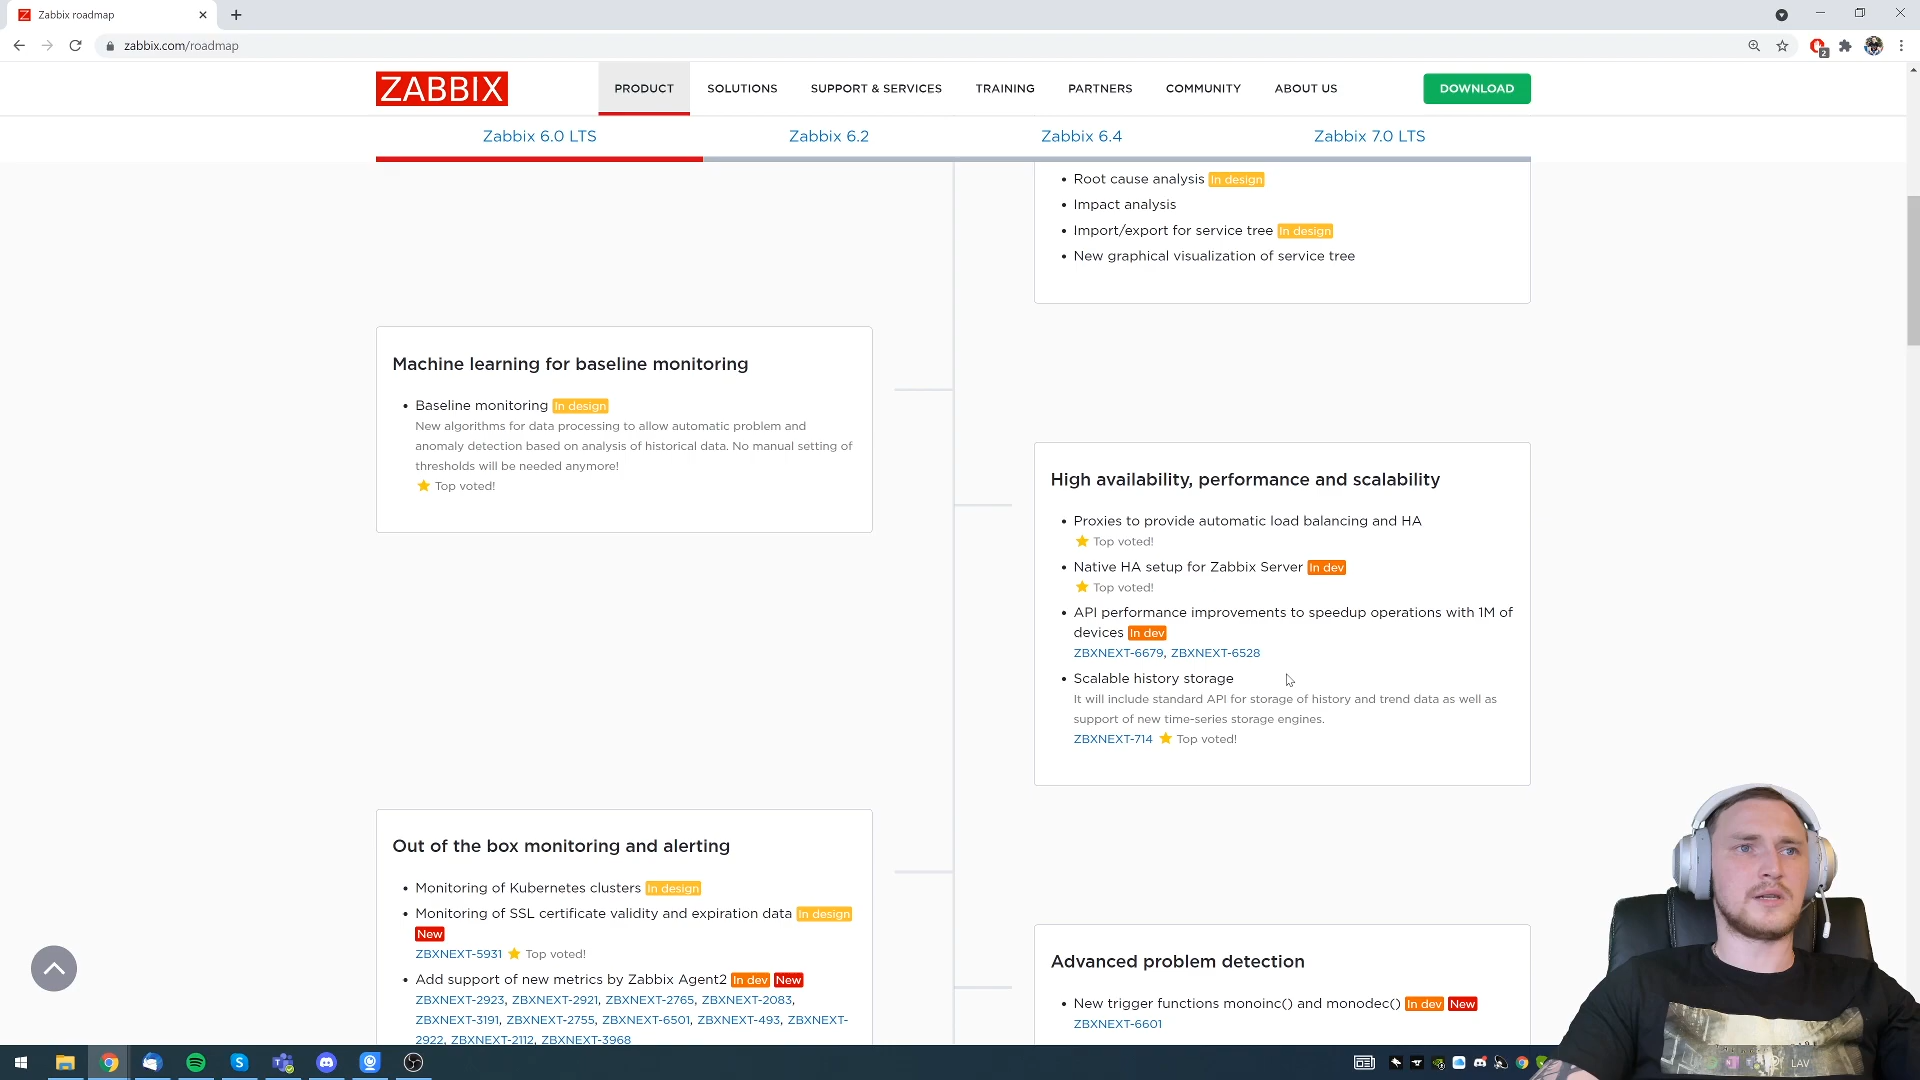 Zabbix roadmap
zabbix.com/roadmap
2
ZABBIX
PRODUCT
SOLUTIONS
SUPPORT & SERVICES
TRAINING
PARTNERS
COMMUNITY
ABOUT US
DOWNLOAD
Zabbix 6.0 LTS
Zabbix 6.2
Zabbix 6.4
Zabbix 7.0 LTS
Root cause analysis In design
Impact analysis
Import/export for service tree In design
New graphical visualization of service tree
Machine learning for baseline monitoring
Baseline monitoring In design
New algorithms for data processing to allow automatic problem and
anomaly detection based on analysis of historical data. No manual setting of
thresholds will be needed anymore!
Top voted!
High availability, performance and scalability
Proxies to provide automatic load balancing and HA
Top voted!
Native HA setup for Zabbix Server In dev
Top voted!
API performance improvements to speedup operations with 1M of
devices In dev
ZBXNEXT-6679, ZBXNEXT-6528
Scalable history storage
It will include standard API for storage of history and trend data as well as
support of new time-series storage engines.
ZBXNEXT-714 Top voted!
Out of the box monitoring and alerting
Monitoring of Kubernetes clusters In design
Monitoring of SSL certificate validity and expiration data In design
New
ZBXNEXT-5931 Top voted!
Add support of new metrics by Zabbix Agent2 In dev New
ZBXNEXT-2923, ZBXNEXT-2921, ZBXNEXT-2765, ZBXNEXT-2083,
ZBXNEXT-3191, ZBXNEXT-2755, ZBXNEXT-6501, ZBXNEXT-493, ZBXNEXT-
2922, ZBXNEXT-2112, ZBXNEXT-3968
Advanced problem detection
New trigger functions monoinc() and monodec() In dev New
ZBXNEXT-6601
LAV